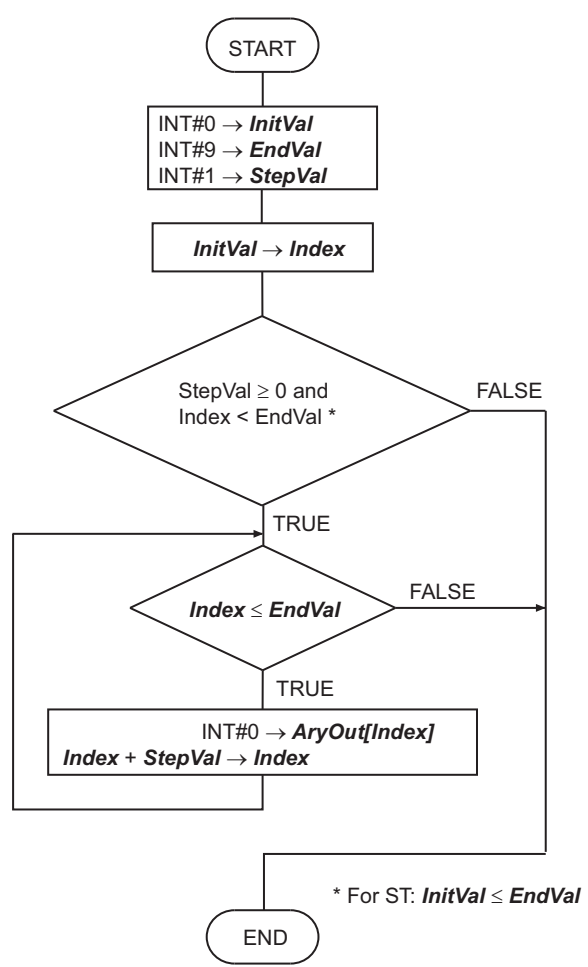 START
INT#0 → InitVal
INT#9 → EndVal
INT#1 → StepVal
InitVal → Index
StepVal ≥ 0 and
Index < EndVal *
FALSE
TRUE
Index ≤ EndVal
FALSE
TRUE
INT#0 → AryOut[Index]
Index + StepVal → Index
* For ST: InitVal ≤ EndVal
END